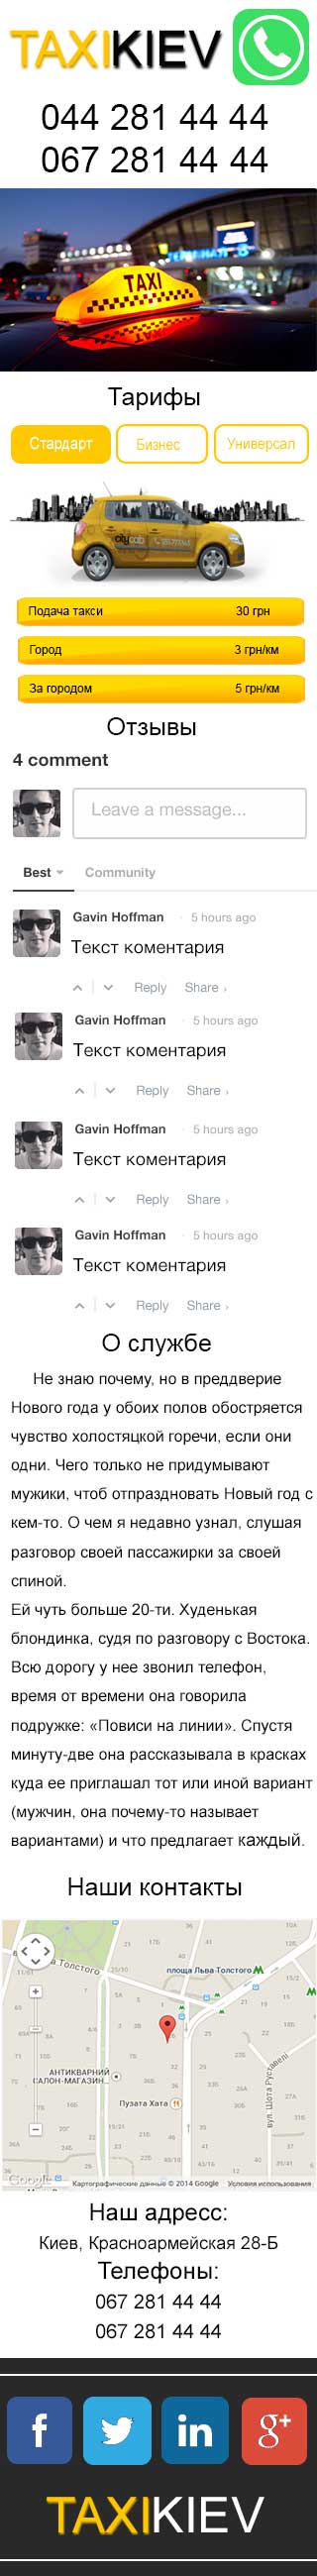 TAXIKIEV
044 281 44 44
067 281 44 44
TAXI
Тарифы
Стардарт Бизнес Универсал
city cab
Подача такси 30 грн
Город 3 грн/км
За городом 5 грн/км
Отзывы
4 comment
Leave a message...
Best Community
Gavin Hoffman · 5 hours ago
Текст коментария
Reply Share ›
Gavin Hoffman · 5 hours ago
Текст коментария
Reply Share ›
Gavin Hoffman · 5 hours ago
Текст коментария
Reply Share ›
Gavin Hoffman · 5 hours ago
Текст коментария
Reply Share ›
О службе
Не знаю почему, но в преддверие
Нового года у обоих полов обостряется
чувство холостяцкой горечи, если они
одни. Чего только не придумывают
мужики, чтоб отпраздновать Новый год с
кем-то. О чем я недавно узнал, слушая
разговор своей пассажирки за своей
спиной.
Ей чуть больше 20-ти. Худенькая
блондинка, судя по разговору с Востока.
Всю дорогу у нее звонил телефон,
время от времени она говорила
подружке: «Повиси на линии». Спустя
минуту-две она рассказывала в красках
куда ее приглашал тот или иной вариант
(мужчин, она почему-то называет
вариантами) и что предлагает каждый.
Наши контакты
площа Льва Толстого
ва Толстого
АНТИКВАРНИЙ
САЛОН-МАГАЗИН...
Пузата Хата
вул. Шота Руставелі
Google Картографические данные © 2014 Google Условия использования
Наш адресс:
Киев, Красноармейская 28-Б
Телефоны:
067 281 44 44
067 281 44 44
f in g+
TAXIKIEV